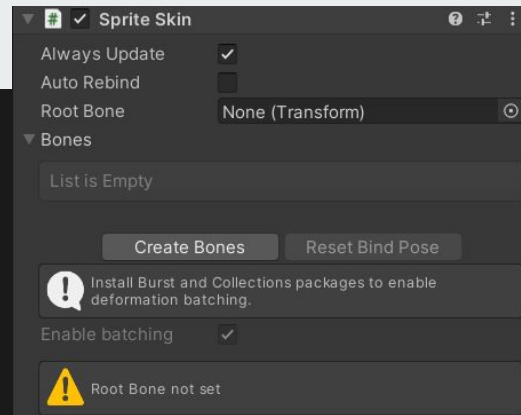 Sprite Skin
Always Update
Auto Rebind
Root Bone None (Transform)
Bones
List is Empty
Create Bones Reset Bind Pose
Install Burst and Collections packages to enable
deformation batching.
Enable batching
Root Bone not set